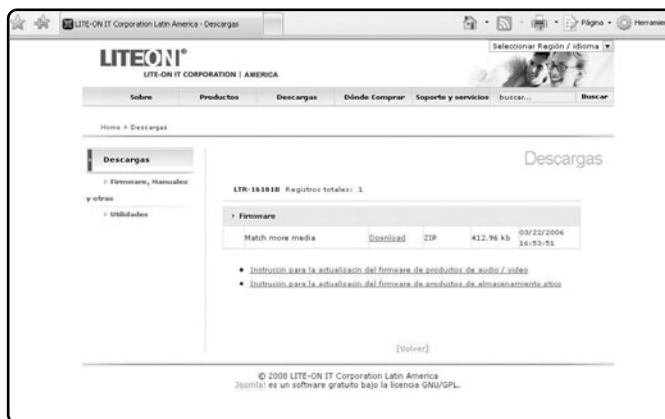 LITE-ON IT Corporation Latin America - Descargas
Página
Seleccionar Región / idioma
LITEON®
LITE-ON IT CORPORATION | AMERICA
Sobre Productos Descargas Dónde Comprar Soporte y servicios buscar... Buscar
Home > Descargas
Descargas
Descargas
Firmware, Manuales
y otras
LTR-16101B Registros totales: 1
Utilidades
Firmware
Match more media Download ZIP 412.96 kb 03/22/2006
16:53:51
Instrucción para la actualización del firmware de productos de audio / video
Instrucción para la actualización del firmware de productos de almacenamiento ptico
[Volver]
© 2008 LITE-ON IT Corporation Latin America
Joomla! es un software gratuito bajo la licencia GNU/GPL.